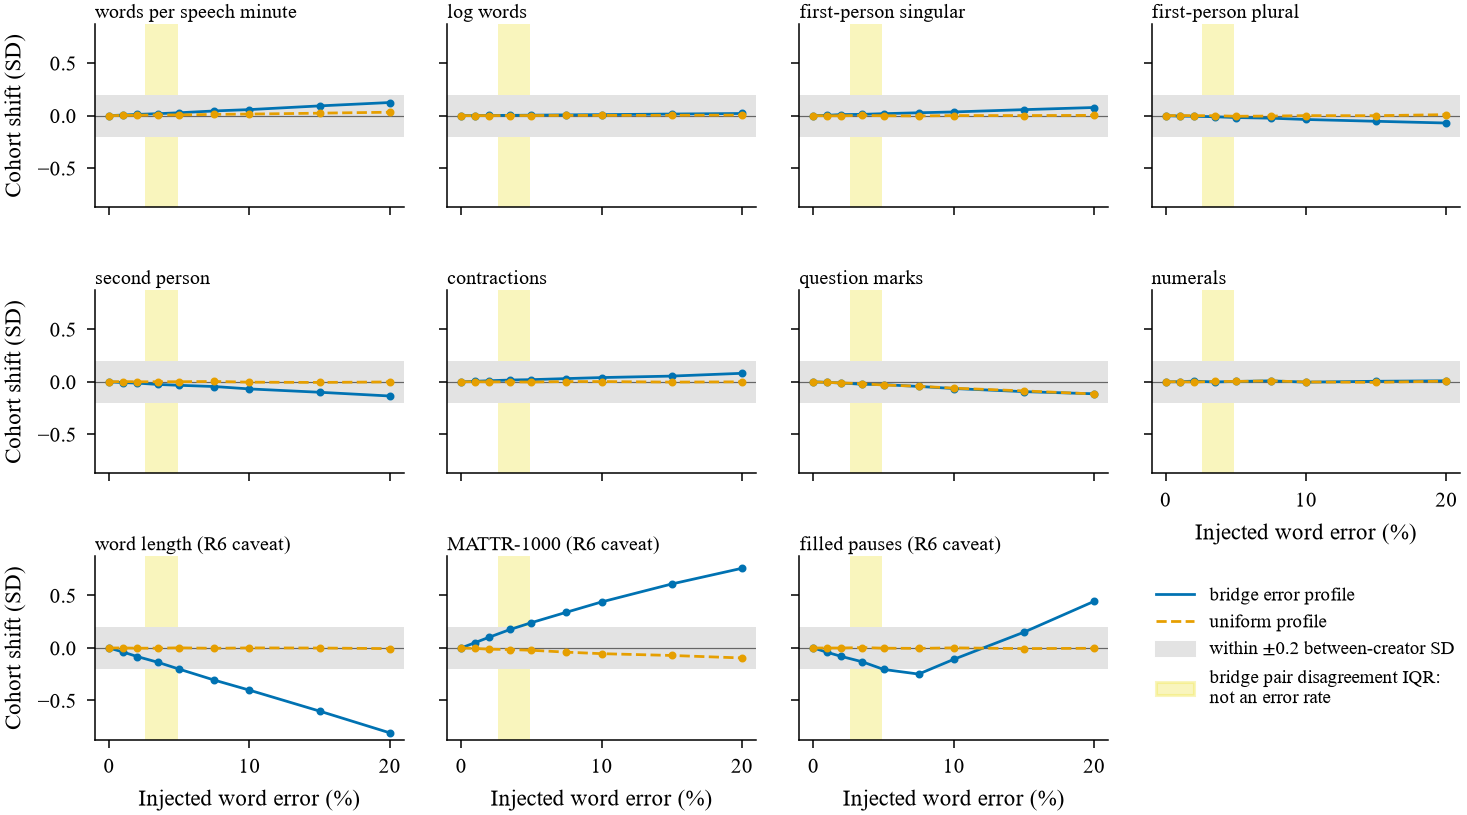 words per speech minute
log words
first-person singular
first-person plural
Cohort shift (SD)
0.5
0.0
−0.5
second person
contractions
question marks
numerals
Cohort shift (SD)
0.5
0.0
−0.5
0
10
20
Injected word error (%)
word length (R6 caveat)
MATTR-1000 (R6 caveat)
filled pauses (R6 caveat)
Cohort shift (SD)
0.5
0.0
−0.5
0
10
20
0
10
20
0
10
20
Injected word error (%)
Injected word error (%)
Injected word error (%)
bridge error profile
uniform profile
within ±0.2 between-creator SD
bridge pair disagreement IQR:
not an error rate